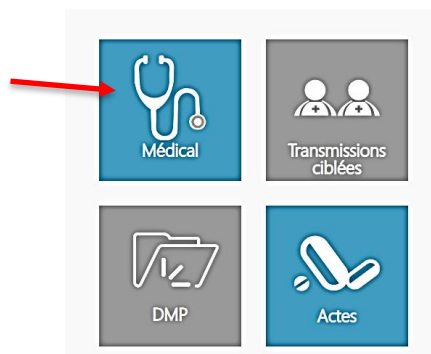 Médical
Transmissions
ciblées
DMP
Actes